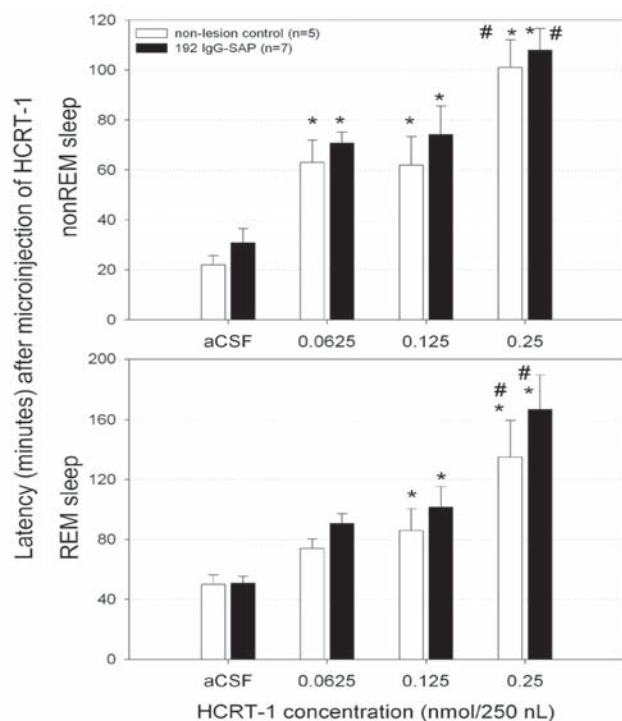 Latency (minutes) after microinjection of HCRT-1
nonREM sleep
REM sleep
120
100
80
60
40
20
0
non-lesion control (n=5)
192 IgG-SAP (n=7)
* *
* *
# * * #
aCSF 0.0625 0.125 0.25
200
160
120
80
40
0
* *
# #
* *
aCSF 0.0625 0.125 0.25
HCRT-1 concentration (nmol/250 nL)